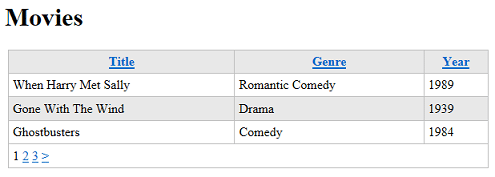 Movies
Title Genre Year
When Harry Met Sally Romantic Comedy 1989
Gone With The Wind Drama 1939
Ghostbusters Comedy 1984
1 2 3 >